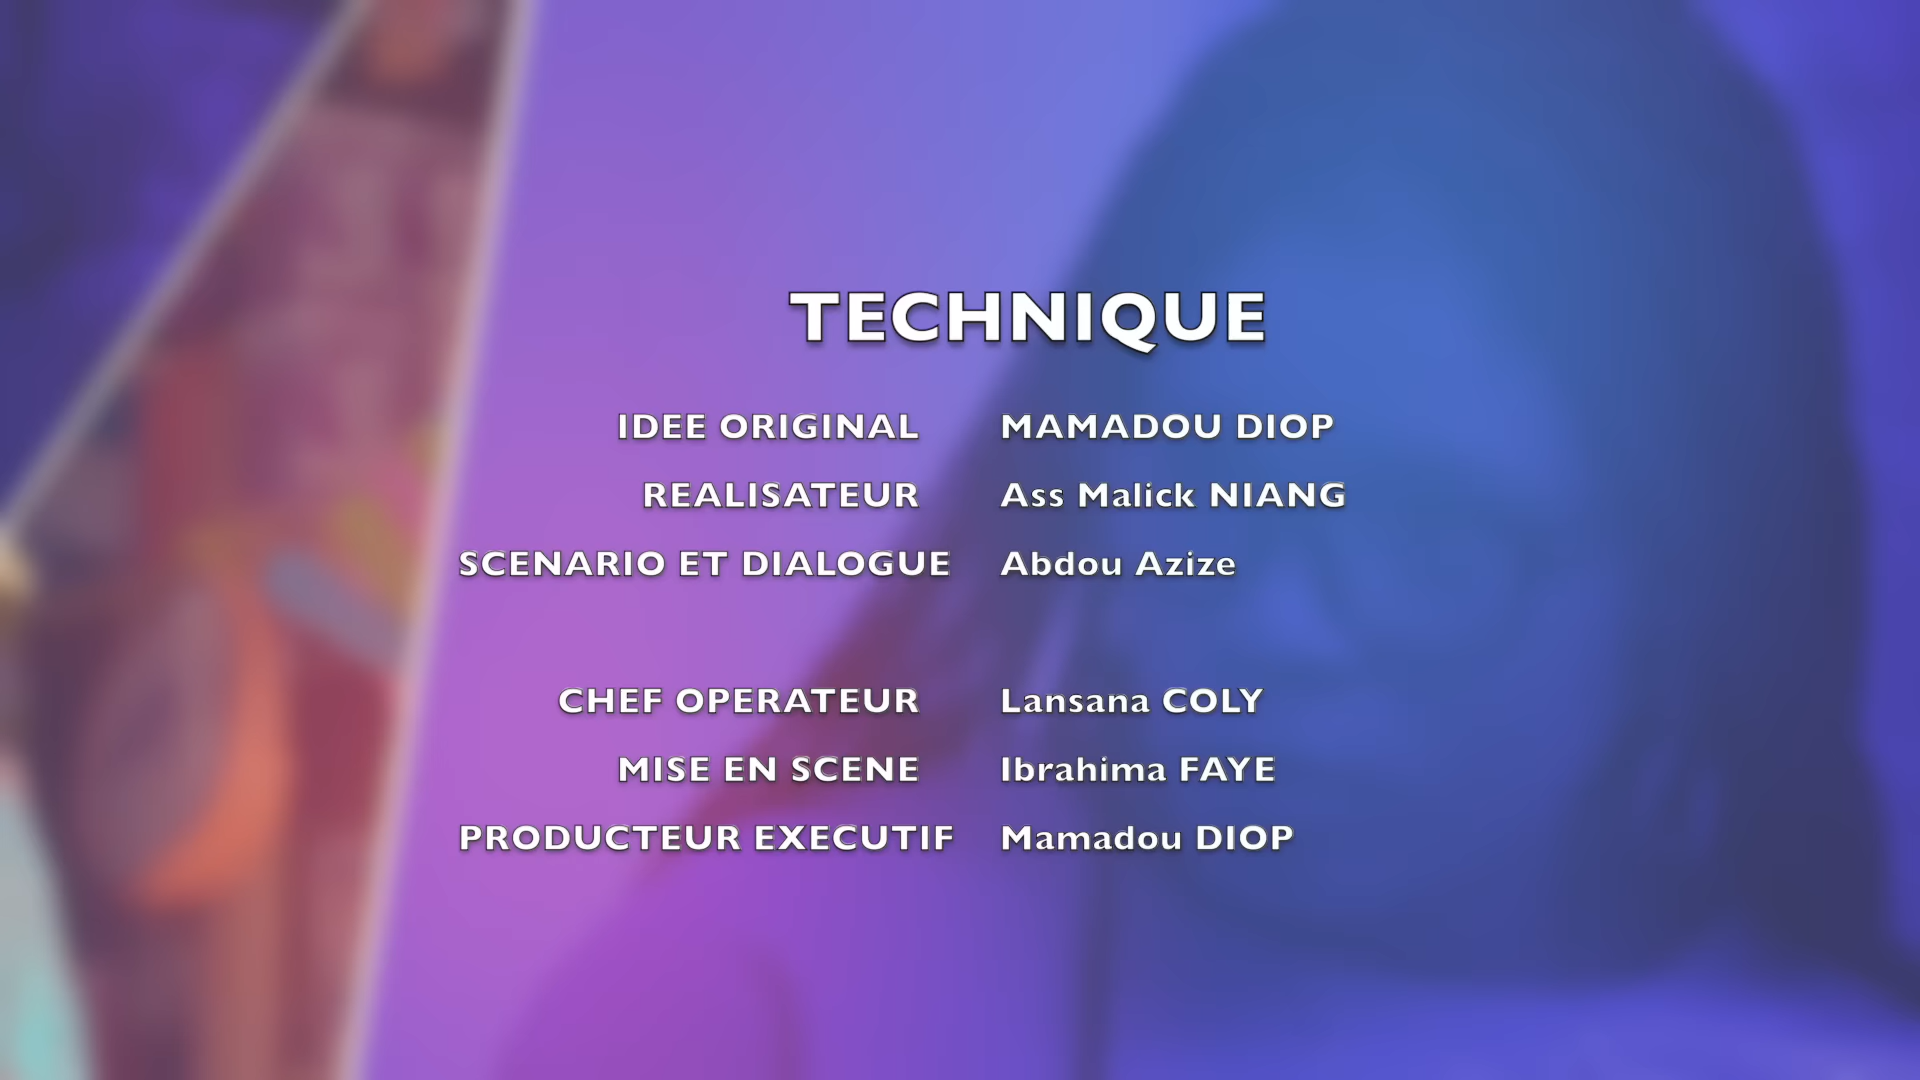 TECHNIQUE
IDEE ORIGINAL MAMADOU DIOP
REALISATEUR Ass Malick NIANG
SCENARIO ET DIALOGUE Abdou Azize
CHEF OPERATEUR Lansana COLY
MISE EN SCENE Ibrahima FAYE
PRODUCTEUR EXECUTIF Mamadou DIOP